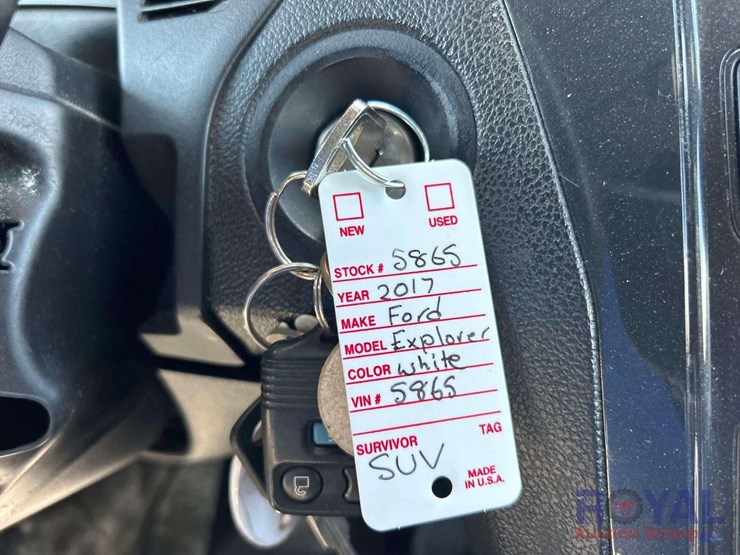 NEW USED
STOCK # 5865
YEAR 2017
MAKE Ford
MODEL Explorer
COLOR white
VIN # 5865
SURVIVOR TAG
SUV
MADE
IN U.S.A.
ROYAL
Auction Group